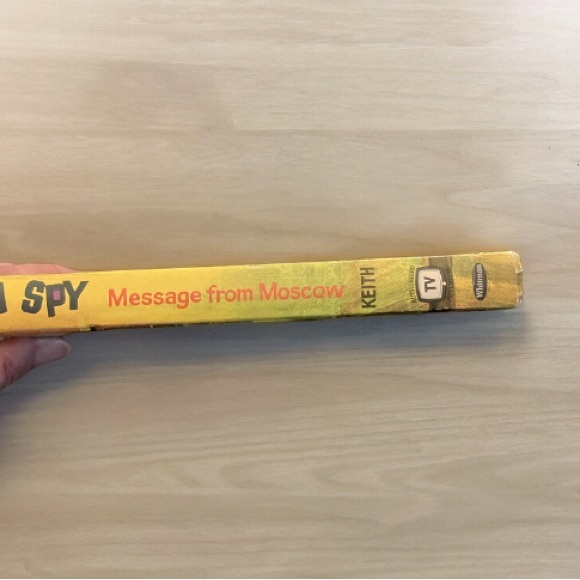 I SPY
Message from Moscow
KEITH
TV
Whitman